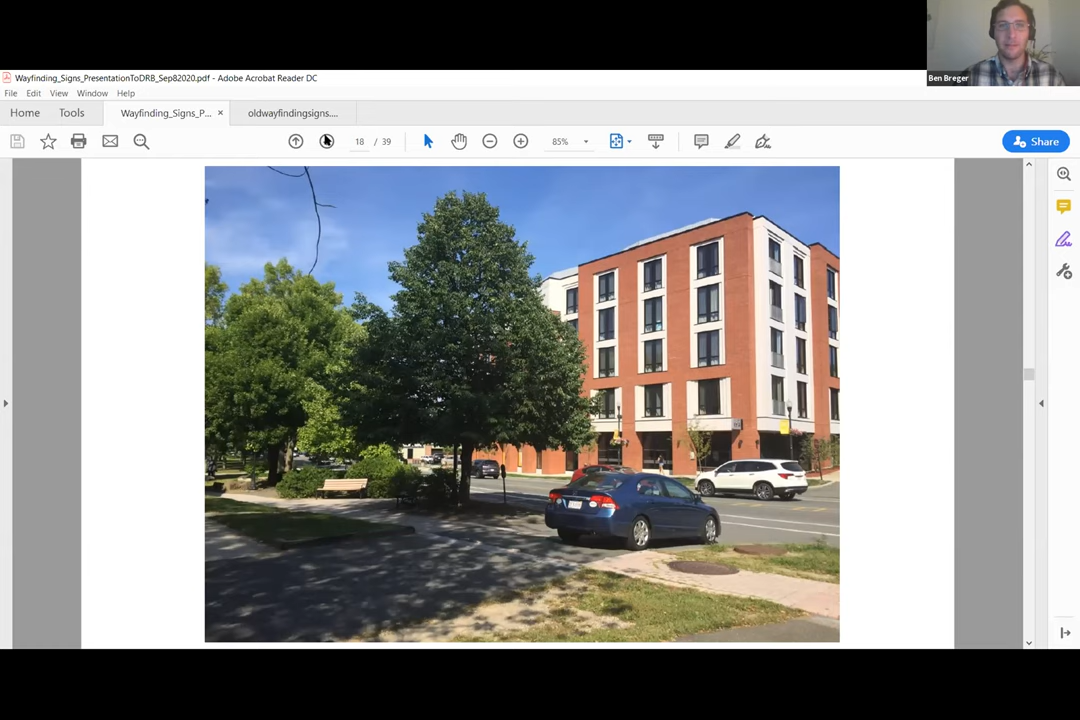 Ben Breger
Wayfinding_Signs_PresentationToDRB_Sep82020.pdf - Adobe Acrobat Reader DC
File Edit View Window Help
Home Tools Wayfinding_Signs_P... × oldwayfindingsigns....
18 / 39 85% Share